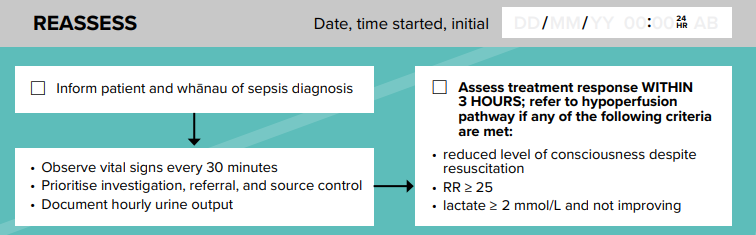 REASSESS
Date, time started, initial
DD/MM/YY 00:00 24 HR AB
Inform patient and whānau of sepsis diagnosis
• Observe vital signs every 30 minutes
• Prioritise investigation, referral, and source control
• Document hourly urine output
Assess treatment response WITHIN
3 HOURS; refer to hypoperfusion
pathway if any of the following criteria
are met:
• reduced level of consciousness despite
resuscitation
• RR ≥ 25
• lactate ≥ 2 mmol/L and not improving